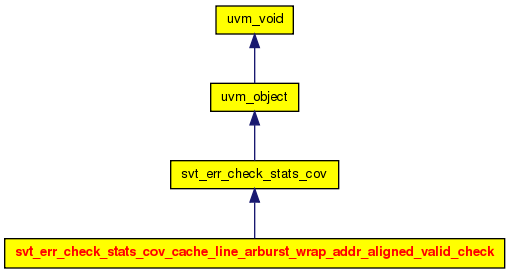 uvm_void
uvm_object
svt_err_check_stats_cov
svt_err_check_stats_cov_cache_line_arburst_wrap_addr_aligned_valid_check